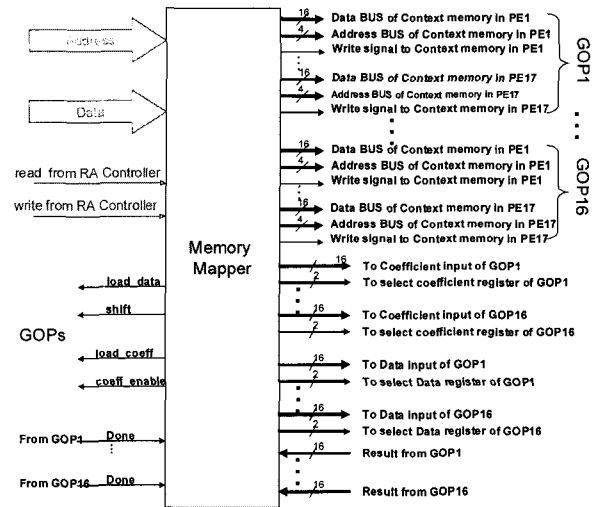 Address
Data
read from RA Controller
write from RA Controller
load_data
shift
GOPs
load_coeff
coeff_enable
From GOP1 Done
From GOP16 Done
Memory
Mapper
16 Data BUS of Context memory in PE1
4 Address BUS of Context memory in PE1
Write signal to Context memory in PE1
16 Data BUS of Context memory in PE17
4 Address BUS of Context memory in PE17
Write signal to Context memory in PE17
GOP1
16 Data BUS of Context memory in PE1
4 Address BUS of Context memory in PE1
Write signal to Context memory in PE1
16 Data BUS of Context memory in PE17
4 Address BUS of Context memory in PE17
Write signal to Context memory in PE17
GOP16
16 To Coefficient input of GOP1
2 To select coefficient register of GOP1
16 To Coefficient input of GOP16
2 To select coefficient register of GOP16
16 To Data input of GOP1
2 To select Data register of GOP1
16 To Data input of GOP16
2 To select Data register of GOP16
16 Result from GOP1
16 Result from GOP16